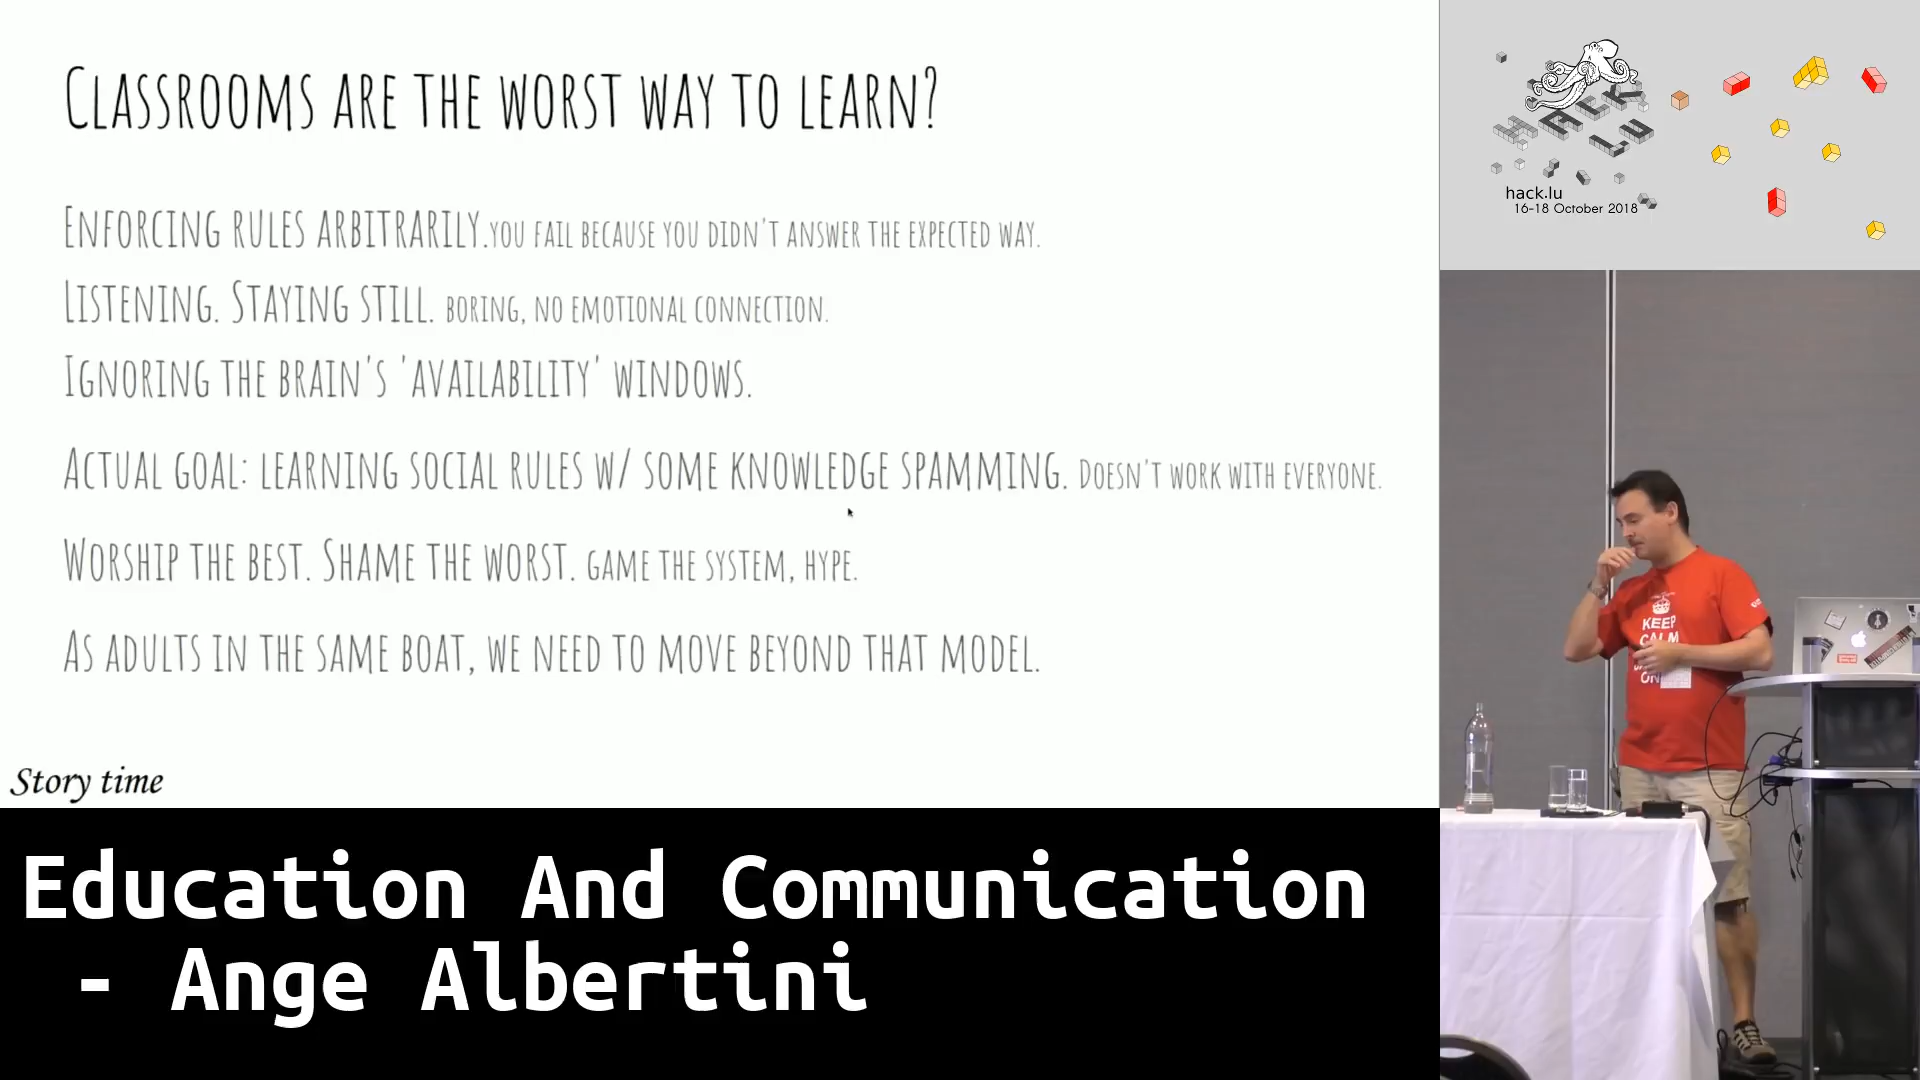 CLASSROOMS ARE THE WORST WAY TO LEARN?
ENFORCING RULES ARBITRARILY. YOU FAIL BECAUSE YOU DIDN'T ANSWER THE EXPECTED WAY.
LISTENING. STAYING STILL. BORING, NO EMOTIONAL CONNECTION.
IGNORING THE BRAIN'S 'AVAILABILITY' WINDOWS.
ACTUAL GOAL: LEARNING SOCIAL RULES W/ SOME KNOWLEDGE SPAMMING. DOESN'T WORK WITH EVERYONE.
WORSHIP THE BEST. SHAME THE WORST. GAME THE SYSTEM, HYPE.
AS ADULTS IN THE SAME BOAT, WE NEED TO MOVE BEYOND THAT MODEL.
Story time
Education And Communication
- Ange Albertini
HACK
LU
hack.lu
16-18 October 2018
KEEP
CALM
ON